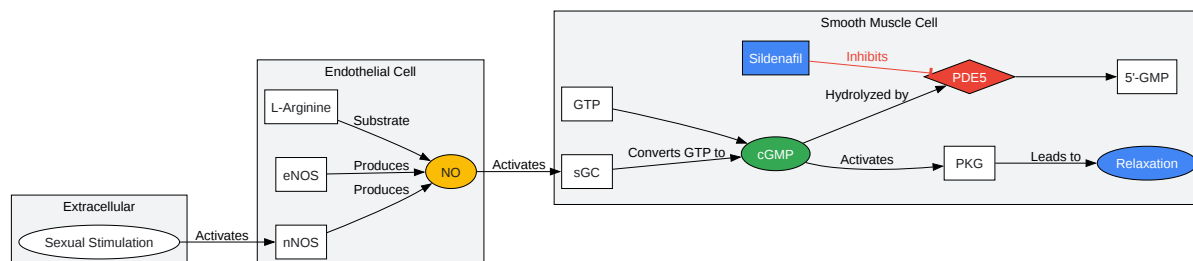 Smooth Muscle Cell
Sildenafil
Inhibits
PDE5
5'-GMP
Endothelial Cell
L-Arginine
Substrate
GTP
Hydrolyzed by
eNOS
Produces
NO
Activates
sGC
Converts GTP to
cGMP
Activates
PKG
Leads to
Relaxation
Produces
Extracellular
Sexual Stimulation
Activates
nNOS